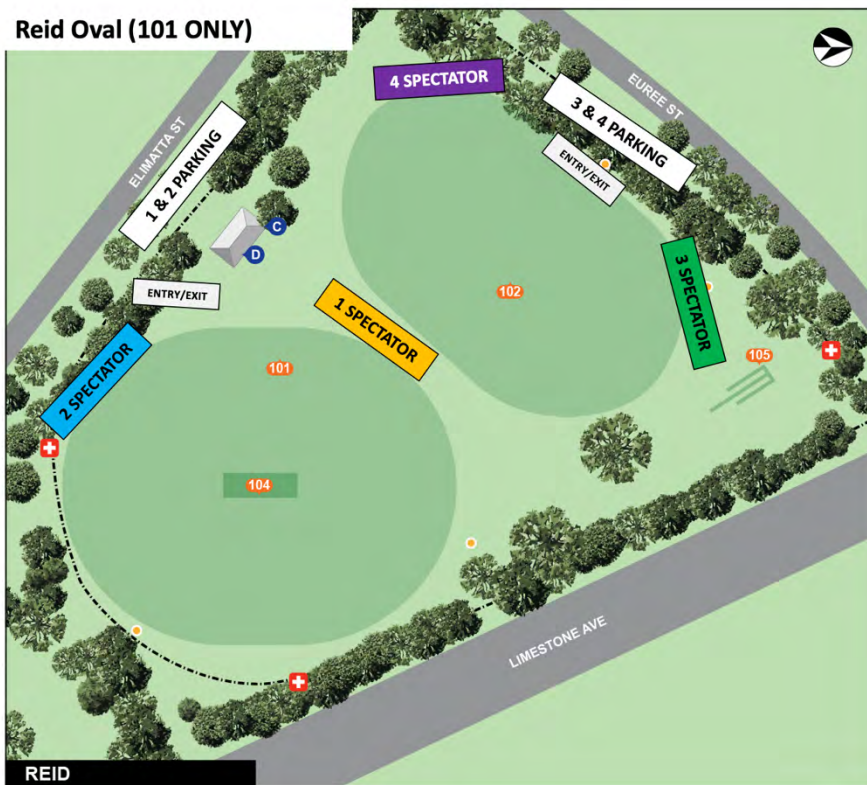 Reid Oval (101 ONLY)
4 SPECTATOR
EUREE ST
3 & 4 PARKING
ELIMATTA ST
1 & 2 PARKING
ENTRY/EXIT
C
D
3 SPECTATOR
ENTRY/EXIT
102
1 SPECTATOR
2 SPECTATOR
101
105
104
LIMESTONE AVE
REID